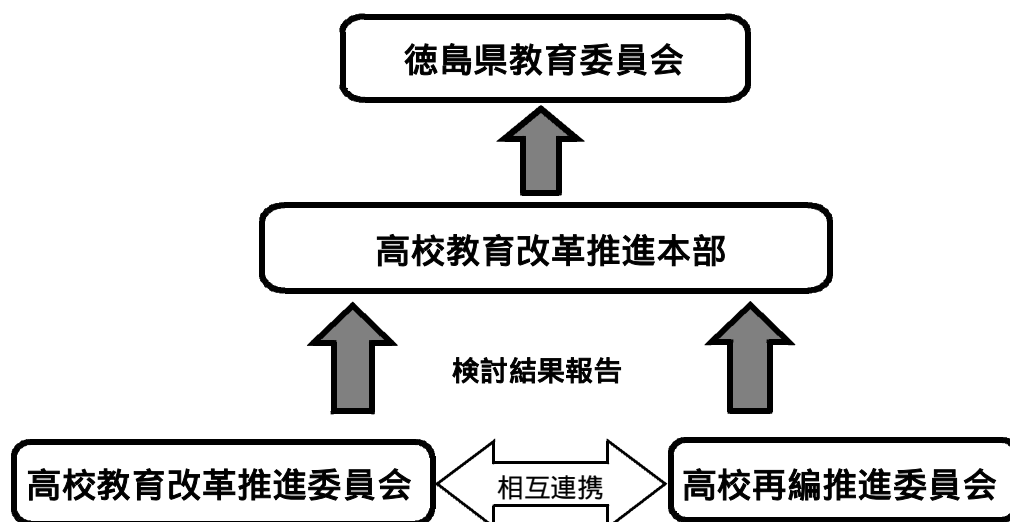 徳島県教育委員会
高校教育改革推進本部
検討結果報告
高校教育改革推進委員会
相互連携
高校再編推進委員会